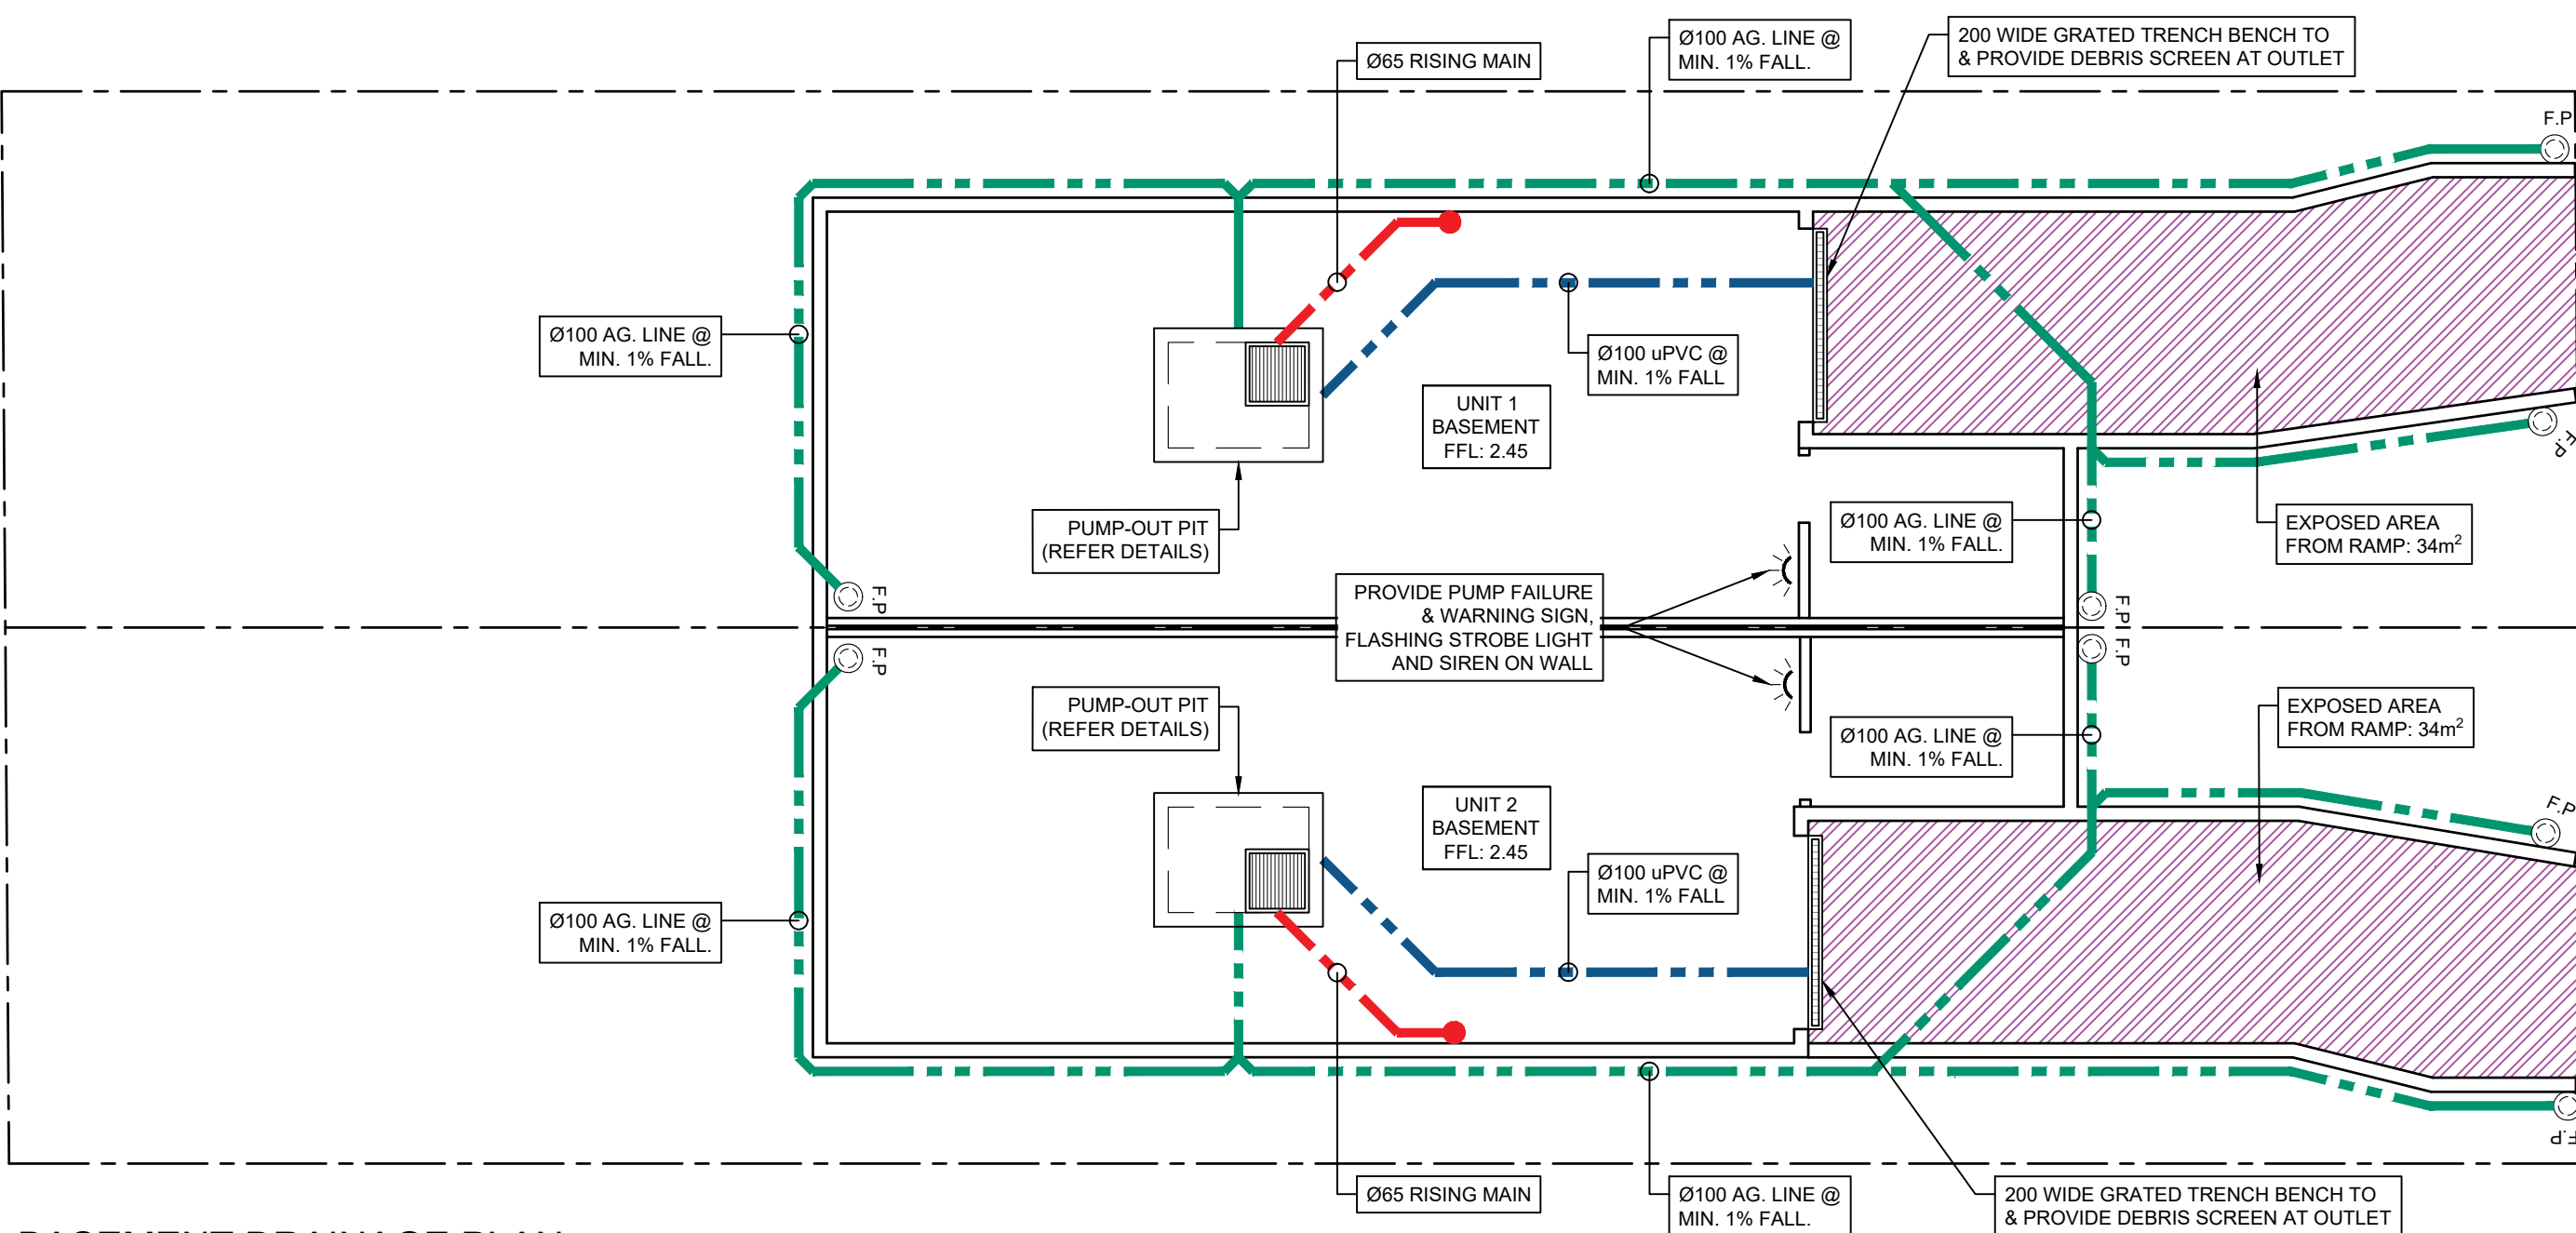 Ø65 RISING MAIN
Ø100 AG. LINE @
MIN. 1% FALL.
200 WIDE GRATED TRENCH BENCH TO
& PROVIDE DEBRIS SCREEN AT OUTLET
F.P
Ø100 AG. LINE @
MIN. 1% FALL.
Ø100 uPVC @
MIN. 1% FALL
UNIT 1
BASEMENT
FFL: 2.45
F.P
PUMP-OUT PIT
(REFER DETAILS)
Ø100 AG. LINE @
MIN. 1% FALL.
EXPOSED AREA
FROM RAMP: 34m²
PROVIDE PUMP FAILURE
& WARNING SIGN,
FLASHING STROBE LIGHT
AND SIREN ON WALL
F.P
F.P
F.P
F.P
PUMP-OUT PIT
(REFER DETAILS)
Ø100 AG. LINE @
MIN. 1% FALL.
EXPOSED AREA
FROM RAMP: 34m²
UNIT 2
BASEMENT
FFL: 2.45
F.P
Ø100 uPVC @
MIN. 1% FALL
Ø100 AG. LINE @
MIN. 1% FALL.
F.P
Ø65 RISING MAIN
Ø100 AG. LINE @
MIN. 1% FALL.
200 WIDE GRATED TRENCH BENCH TO
& PROVIDE DEBRIS SCREEN AT OUTLET
BASEMENT DRAINAGE PLAN